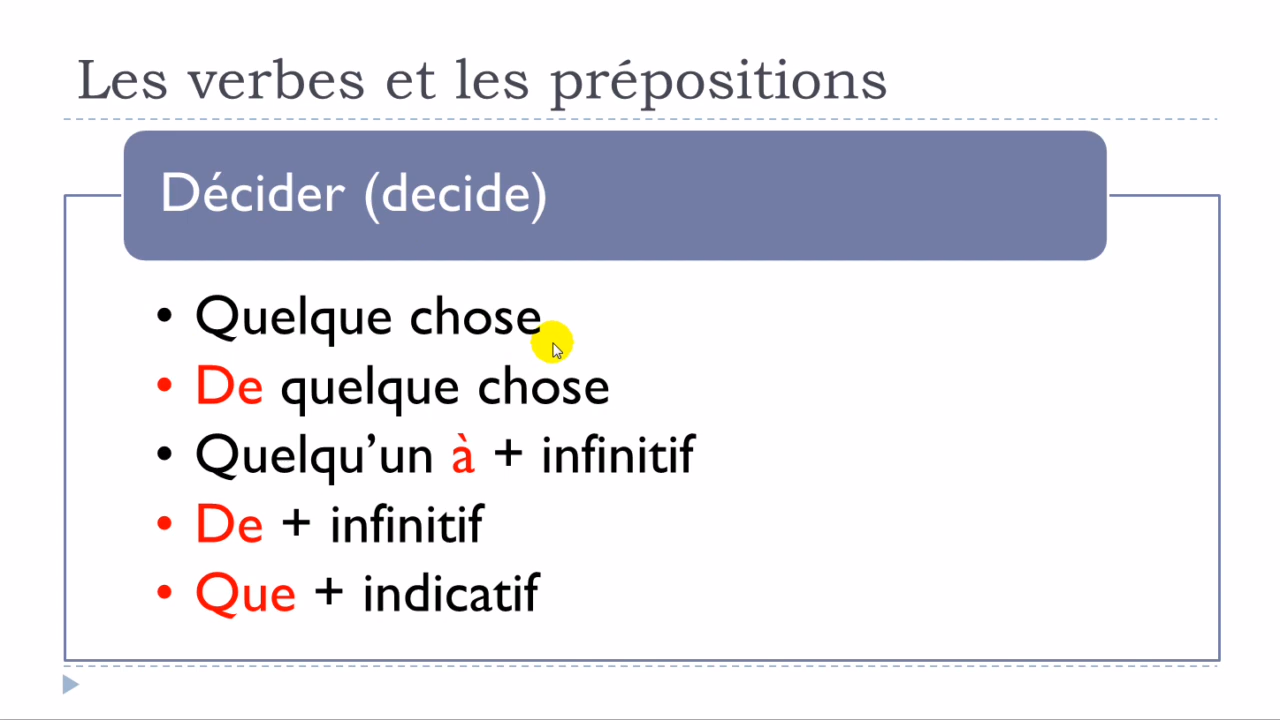 Les verbes et les prépositions
Décider (decide)
• Quelque chose
• De quelque chose
• Quelqu’un à + infinitif
• De + infinitif
• Que + indicatif